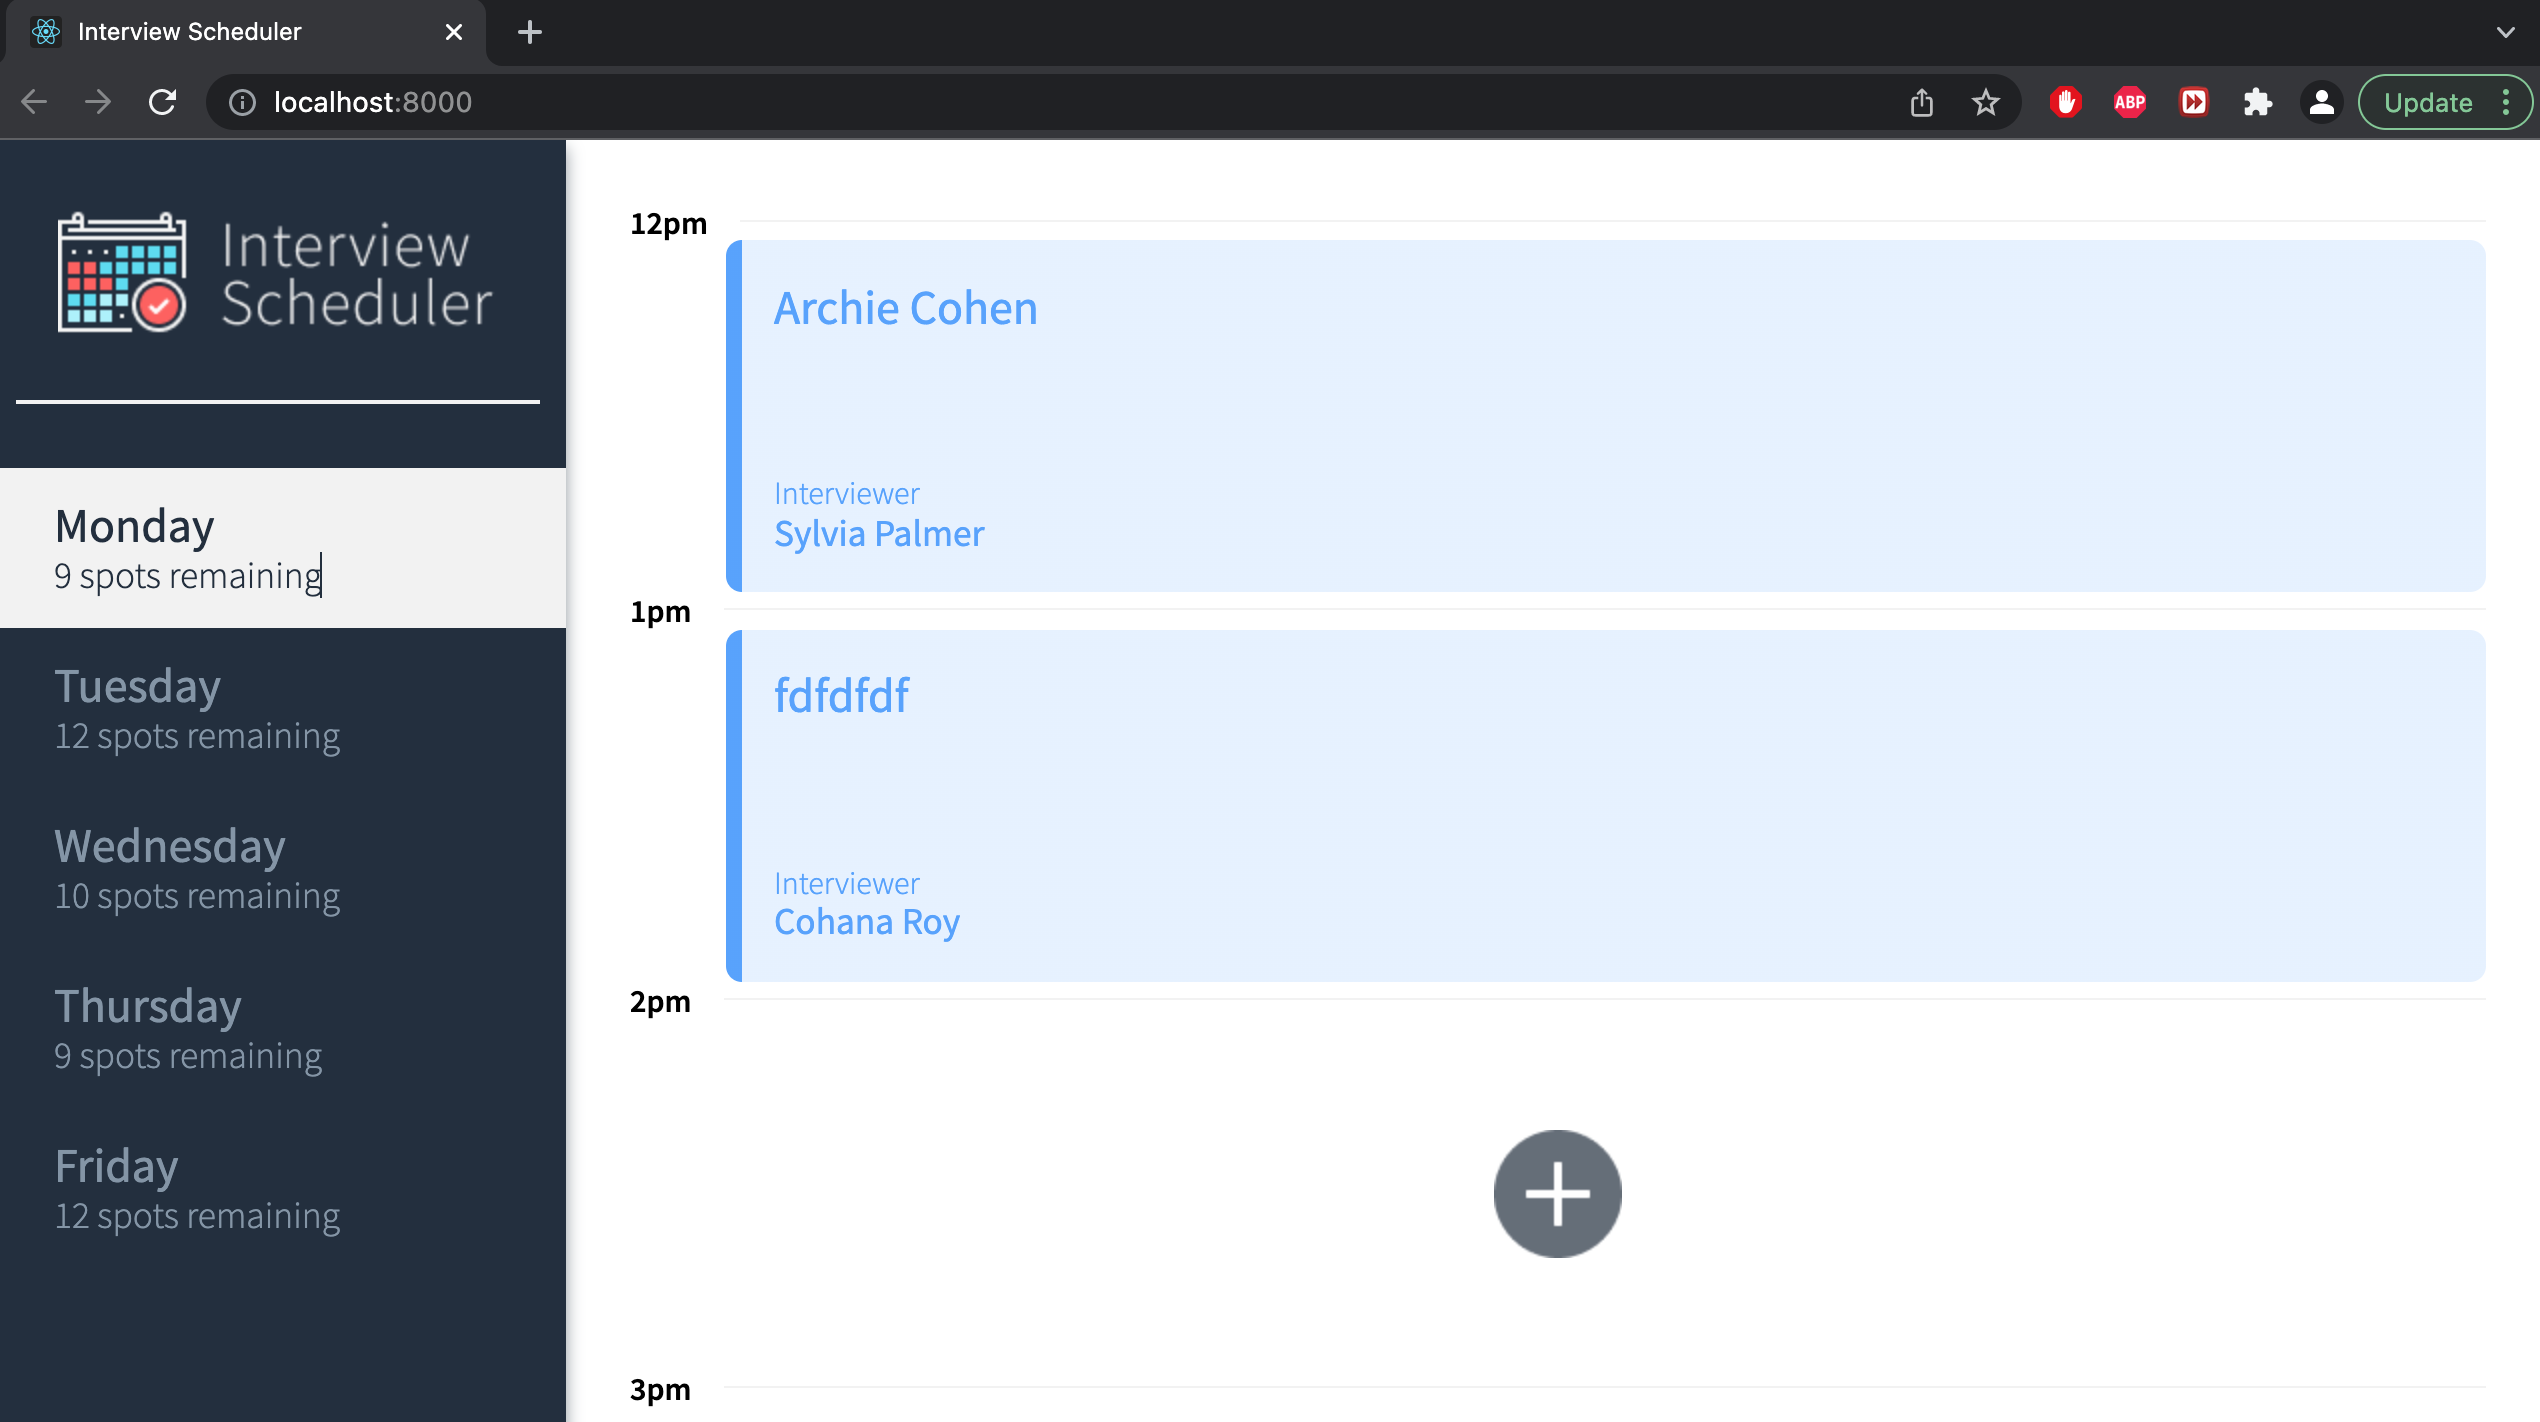 Interview Scheduler
localhost:8000
ABP
Update
Interview
Scheduler
Monday
9 spots remaining
Tuesday
12 spots remaining
Wednesday
10 spots remaining
Thursday
9 spots remaining
Friday
12 spots remaining
12pm
Archie Cohen
Interviewer
Sylvia Palmer
1pm
fdfdfdf
Interviewer
Cohana Roy
2pm
3pm